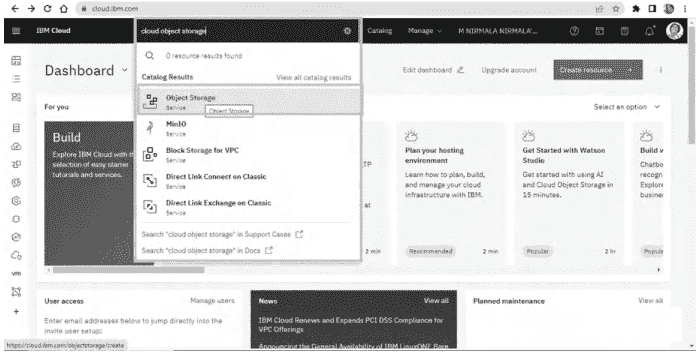 cloud.ibm.com
IBM Cloud
cloud object storage
Catalog
Manage
M NIRMALA NIRMALA'...
0 resource results found
Catalog Results
View all catalog results
Object Storage
Service
Object Storage
MinIO
Service
Block Storage for VPC
Service
Direct Link Connect on Classic
Service
Direct Link Exchange on Classic
Service
Search "cloud object storage" in Support Cases
Search "cloud object storage" in Docs
Dashboard
Edit dashboard
Upgrade account
Create resource
For you
Select an option
Build
Explore IBM Cloud with th
selection of easy starter
tutorials and services.
TP
at
Plan your hosting
environment
Learn how to plan, build,
and manage your cloud
infrastructure with IBM.
Recommended
2 min
Get Started with Watson
Studio
Get started with using AI
and Cloud Object Storage in
15 minutes.
Popular
2 min
Build w
Chatbo
recogn
Explore
busine
Popular
vm
User access
Manage users
Enter email addresses below to jump directly into the
invite user setup!
News
View all
IBM Cloud Renews and Expands PCI DSS Compliance for
VPC Offerings
Announcing the General Availability of IBM LinuxONE Bare
Planned maintenance
View all
https://cloud.ibm.com/objectstorage/create